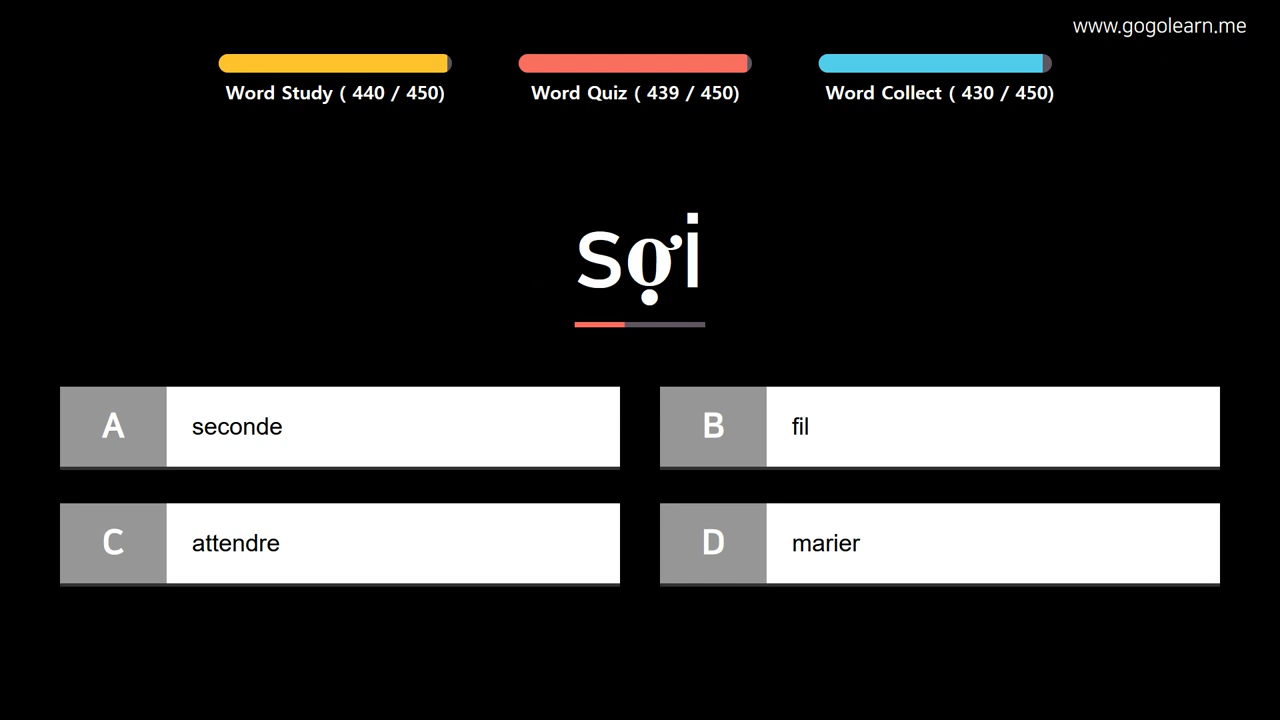 www.gogolearn.me
Word Study ( 440 / 450)
Word Quiz ( 439 / 450)
Word Collect ( 430 / 450)
sợi
A seconde
B fil
C attendre
D marier